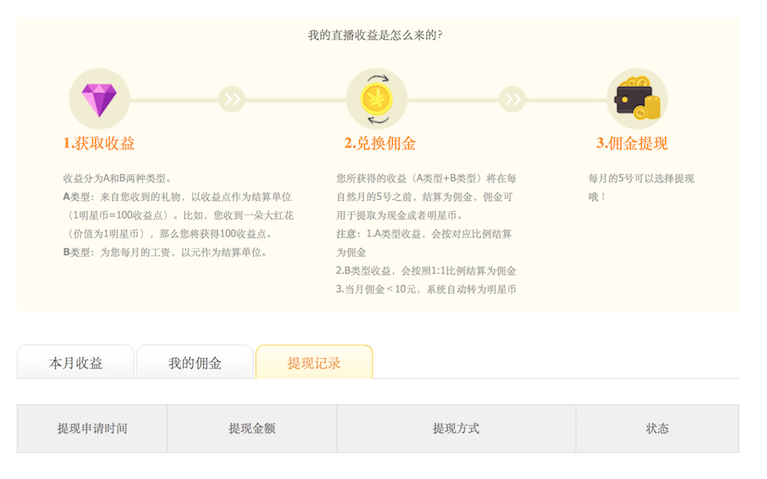 我的直播收益是怎么来的?
1.获取收益
收益分为A和B两种类型。
A类型：来自您收到的礼物，以收益点作为结算单位
（1明星币=100收益点）。比如，您收到一朵大红花
（价值为1明星币），那么您将获得100收益点。
B类型：为您每月的工资，以元作为结算单位。
2.兑换佣金
您所获得的收益（A类型+B类型）将在每
自然月的5号之前，结算为佣金，佣金可
用于提取为现金或者明星币。
注意：1.A类型收益，会按对应比例结算
为佣金
2.B类型收益，会按照1:1比例结算为佣金
3.当月佣金＜10元，系统自动转为明星币
3.佣金提现
每月的5号可以选择提现
哦！
本月收益
我的佣金
提现记录
提现申请时间
提现金额
提现方式
状态